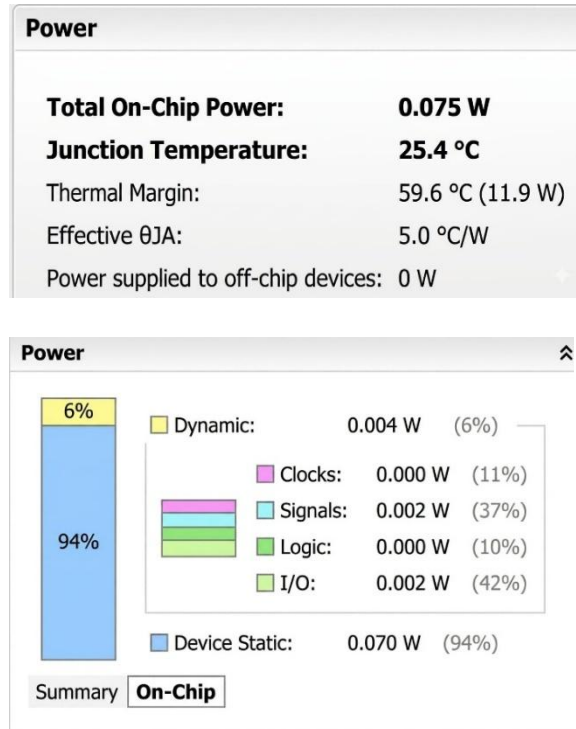 Power
Total On-Chip Power: 0.075 W
Junction Temperature: 25.4 °C
Thermal Margin: 59.6 °C (11.9 W)
Effective θJA: 5.0 °C/W
Power supplied to off-chip devices: 0 W
Power
6%
Dynamic: 0.004 W (6%)
Clocks: 0.000 W (11%)
Signals: 0.002 W (37%)
94%
Logic: 0.000 W (10%)
I/O: 0.002 W (42%)
Device Static: 0.070 W (94%)
Summary On-Chip